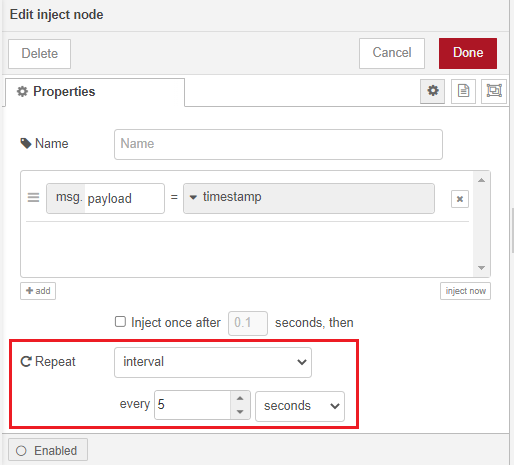 Edit inject node
Delete Cancel Done
Properties
Name Name
msg. payload = timestamp
add inject now
Inject once after 0.1 seconds, then
Repeat interval
every 5 seconds
Enabled